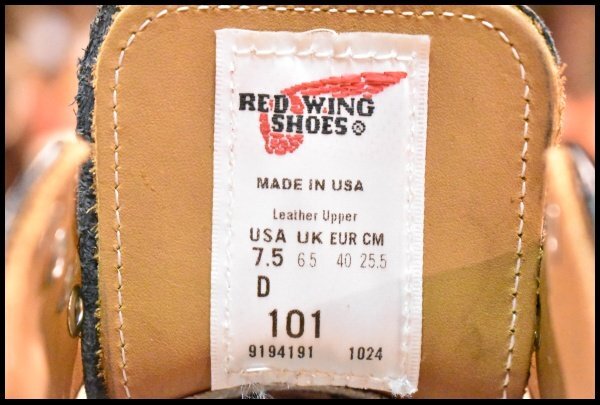 RED WING
SHOES®
MADE IN USA
Leather Upper
USA UK EUR CM
7.5 6.5 40 25.5
D
101
9194191 1024